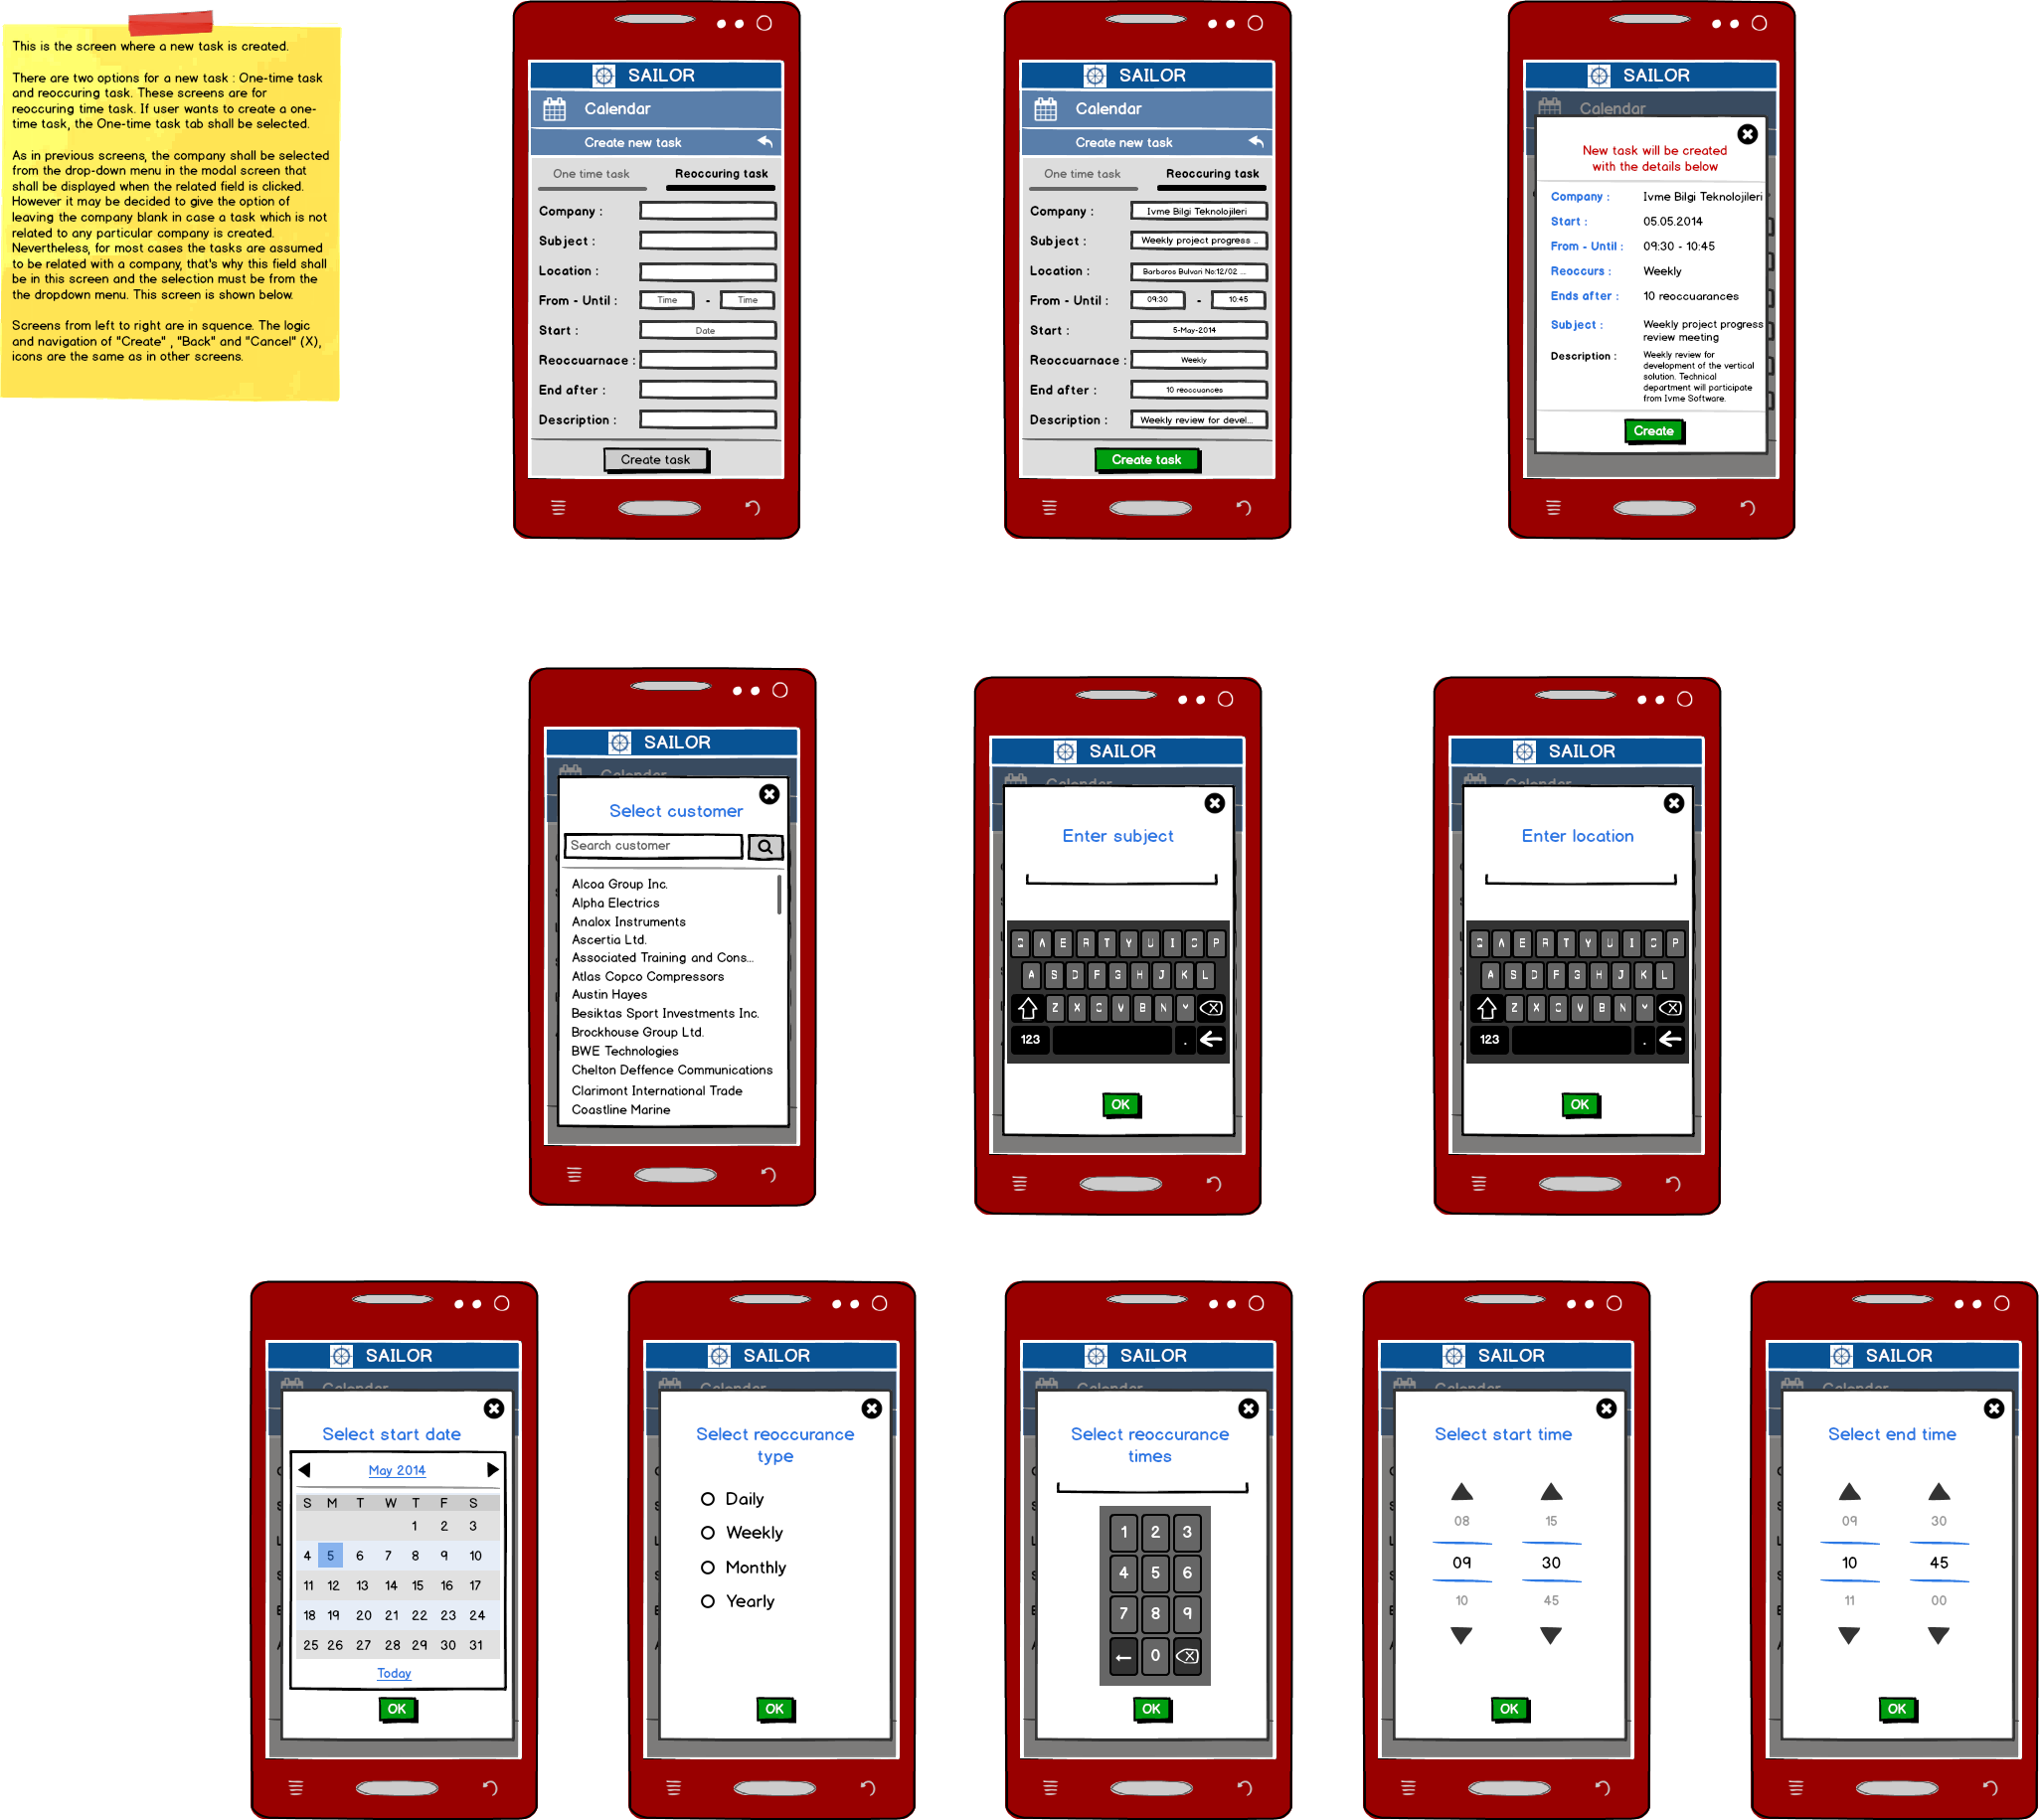 This is the screen where a new task is created.
There are two options for a new task : One-time task
and reoccuring task. These screens are for
reoccuring time task. If user wants to create a one-
time task, the One-time task tab shall be selected.
As in previous screens, the company shall be selected
from the drop-down menu in the modal screen that
shall be displayed when the related field is clicked.
However it may be decided to give the option of
leaving the company blank in case a task which is not
related to any particular company is created.
Nevertheless, for most cases the tasks are assumed
to be related with a company, that's why this field shall
be in this screen and the selection must be from the
the dropdown menu. This screen is shown below.
Screens from left to right are in squence. The logic
and navigation of "Create" , "Back" and "Cancel" (X),
icons are the same as in other screens.
SAILOR
Calendar
Create new task
One time task Reoccuring task
Company :
Subject :
Location :
From - Until : Time - Time
Start : Date
Reoccuarnace :
End after :
Description :
Create task
SAILOR
Calendar
Create new task
One time task Reoccuring task
Company : Ivme Bilgi Teknolojileri
Subject : Weekly project progress ..
Location : Barbaros Bulvarı No:12/02 ...
From - Until : 09:30 - 10:45
Start : 5-May-2014
Reoccuarnace : Weekly
End after : 10 reoccuances
Description : Weekly review for devel...
Create task
SAILOR
Calendar
New task will be created
with the details below
Company : Ivme Bilgi Teknolojileri
Start : 05.05.2014
From - Until : 09:30 - 10:45
Reoccurs : Weekly
Ends after : 10 reoccuarances
Subject : Weekly project progress
review meeting
Description : Weekly review for
development of the vertical
solution. Technical
department will participate
from Ivme Software.
Create
SAILOR
Calendar
Select customer
Search customer
Alcoa Group Inc.
Alpha Electrics
Analox Instruments
Ascertia Ltd.
Associated Training and Cons...
Atlas Copco Compressors
Austin Hayes
Besiktas Sport Investments Inc.
Brockhouse Group Ltd.
BWE Technologies
Chelton Deffence Communications
Clarimont International Trade
Coastline Marine
SAILOR
Calendar
Enter subject
E R T Y U I P
A S D F G H J K L
Z X C V B N
123 .
OK
SAILOR
Calendar
Enter location
E R T Y U I P
A S D F G H J K L
Z X C V B N
123 .
OK
SAILOR
Calendar
Select start date
May 2014
S M T W T F S
1 2 3
4 5 6 7 8 9 10
11 12 13 14 15 16 17
18 19 20 21 22 23 24
25 26 27 28 29 30 31
Today
OK
SAILOR
Calendar
Select reoccurance
type
Daily
Weekly
Monthly
Yearly
OK
SAILOR
Calendar
Select reoccurance
times
1 2 3
4 5 6
7 8 9
0
OK
SAILOR
Calendar
Select start time
08 15
09 30
10 45
OK
SAILOR
Calendar
Select end time
09 30
10 45
11 00
OK